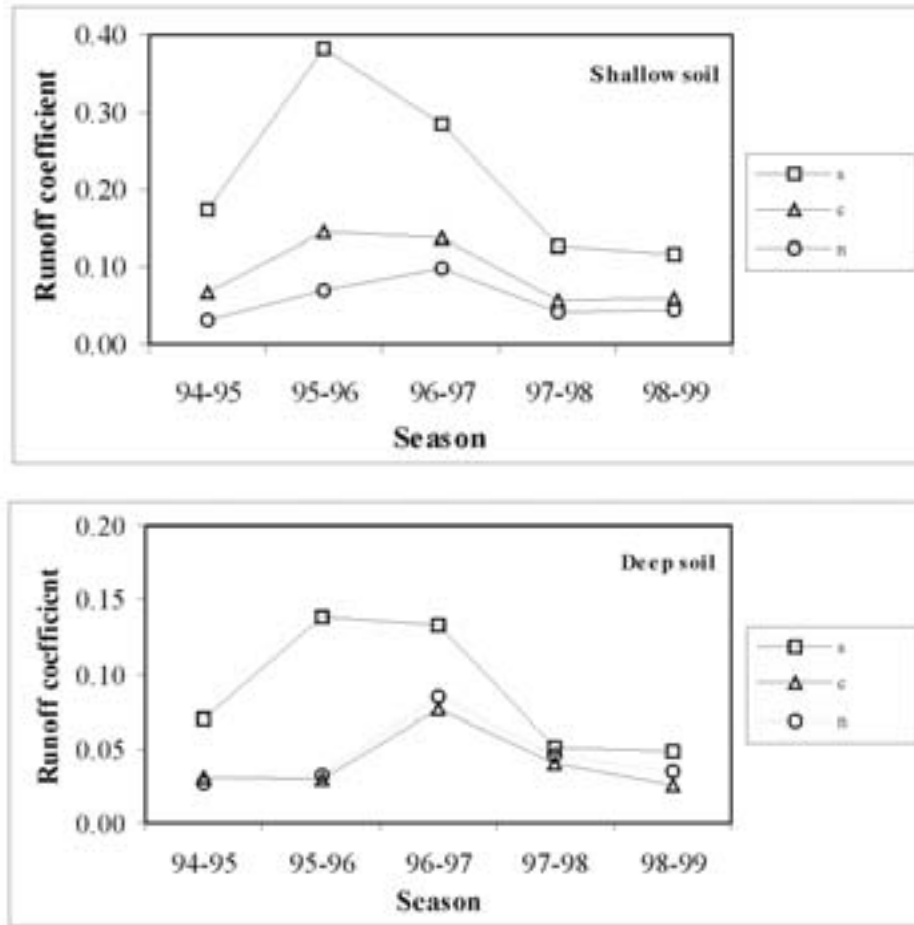 Shallow soil
0.40
0.30
0.20
0.10
0.00
Runoff coefficient
94-95 95-96 96-97 97-98 98-99
Season
s
c
n
Deep soil
0.20
0.15
0.10
0.05
0.00
Runoff coefficient
94-95 95-96 96-97 97-98 98-99
Season
s
c
n